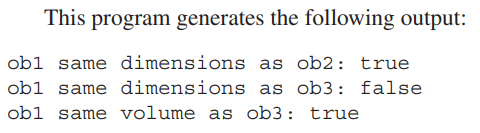 This program generates the following output:
ob1 same dimensions as ob2: true
ob1 same dimensions as ob3: false
ob1 same volume as ob3: true